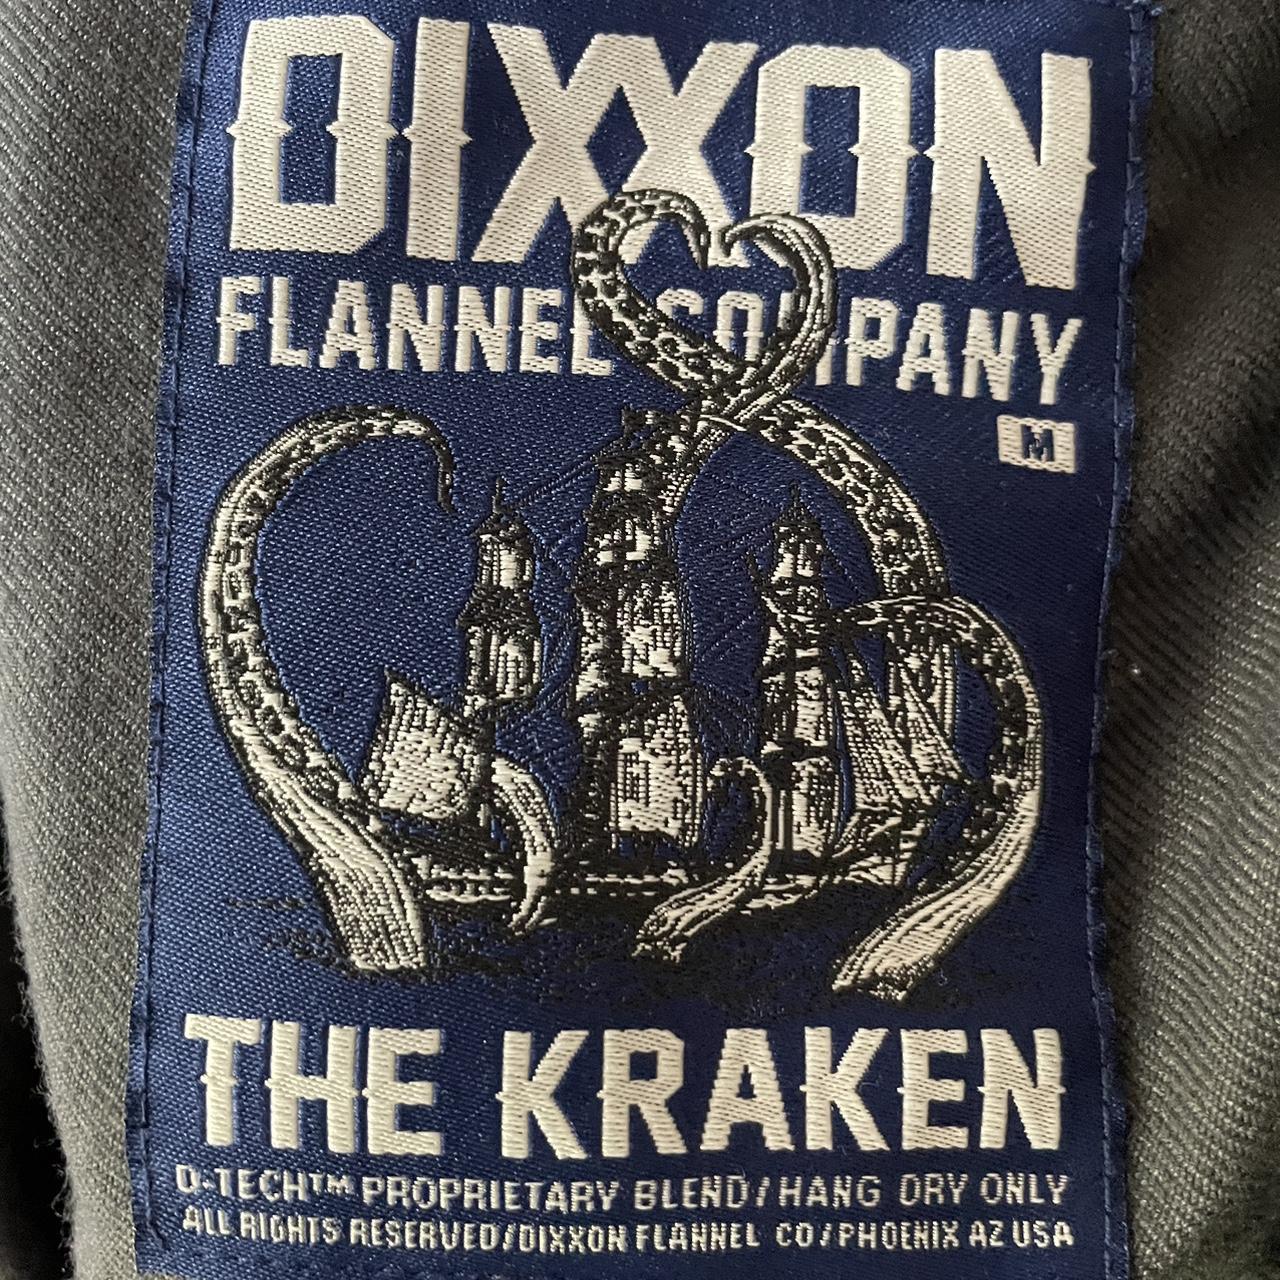 DIXXON
FLANNEL COMPANY
M
THE KRAKEN
D-TECH™ PROPRIETARY BLEND/HANG DRY ONLY
ALL RIGHTS RESERVED/DIXXON FLANNEL CO/PHOENIX AZ USA